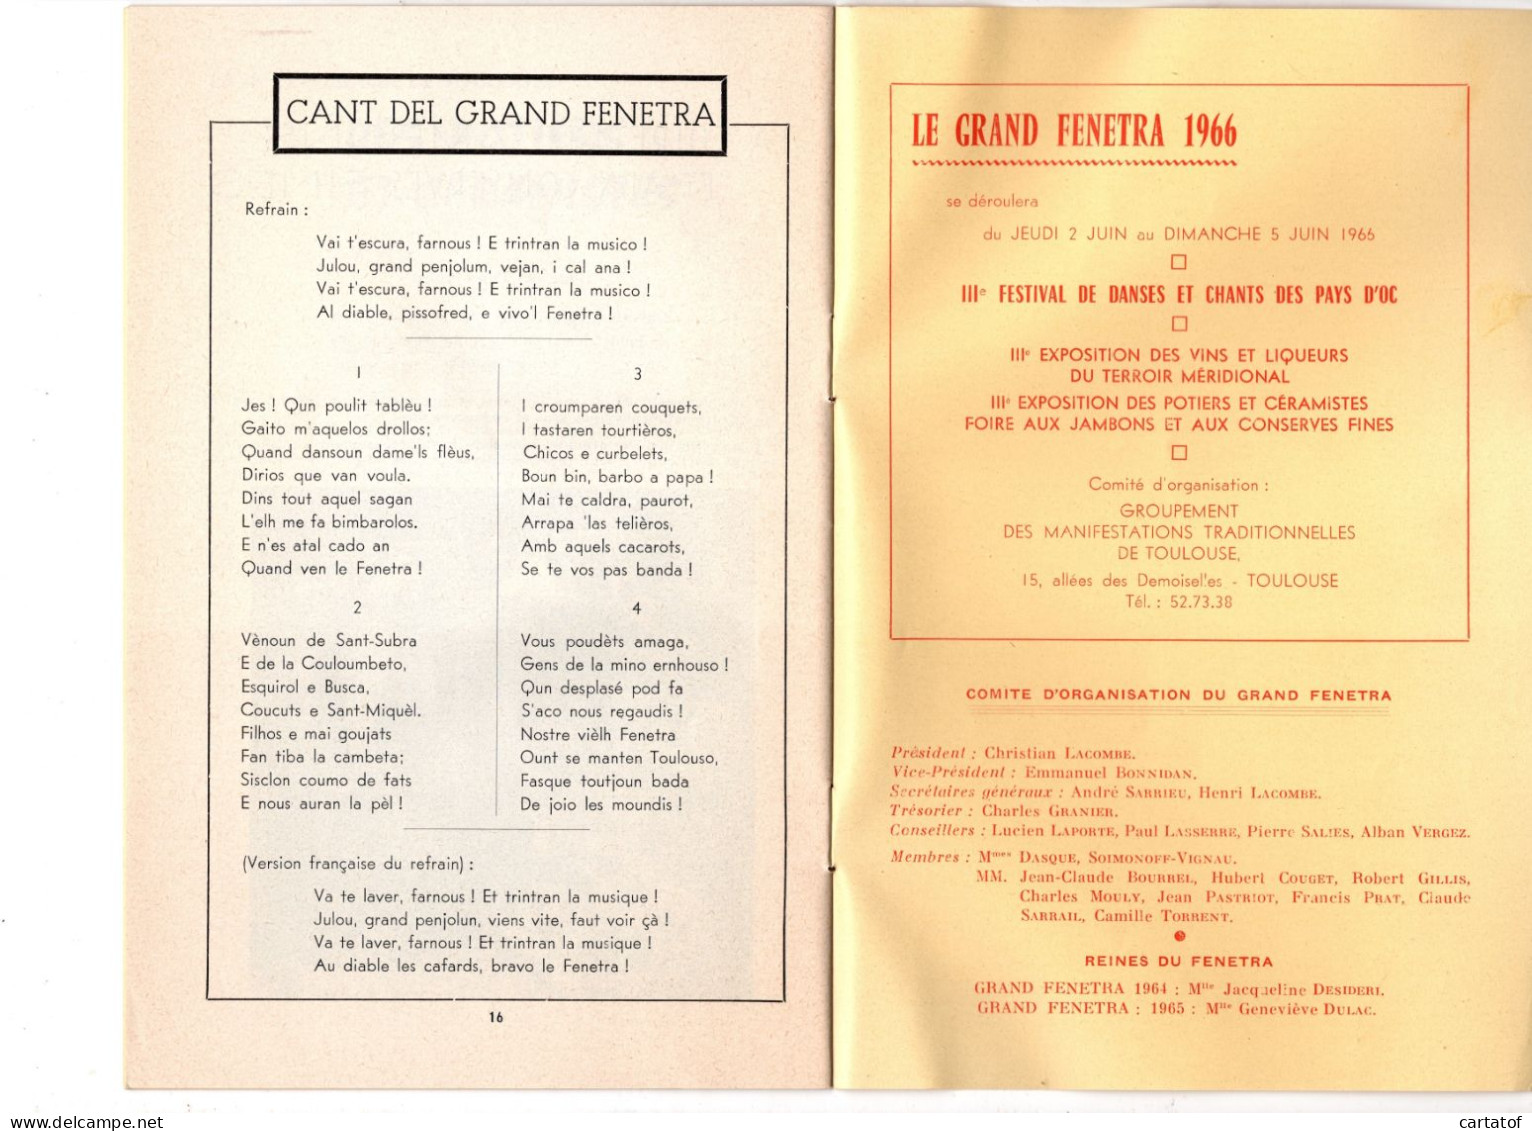 CANT DEL GRAND FENETRA
Refrain :
Vai t'escura, farnous ! E trintran la musico !
Julou, grand penjolum, vejan, i cal ana !
Vai t'escura, farnous ! E trintran la musico !
Al diable, pissofred, e vivo'l Fenetra !
1
Jes ! Qun poulit tablèu !
Gaito m'aquelos drollos;
Quand dansoun dame'ls flèus,
Dirios que van voula.
Dins tout aquel sagan
L'elh me fa bimbarolos.
E n'es atal cado an
Quand ven le Fenetra !
2
Vènoun de Sant-Subra
E de la Couloumbeto,
Esquirol e Busca,
Coucuts e Sant-Miquèl.
Filhos e mai goujats
Fan tiba la cambeta;
Sisclon coumo de fats
E nous auran la pèl !
3
I croumparen couquets,
I tastaren tourtièros,
Chicos e curbelets,
Boun bin, barbo a papa !
Mai te caldra, paurot,
Arrapa 'las telièros,
Amb aquels cacarots,
Se te vos pas banda !
4
Vous poudèts amaga,
Gens de la mino ernhouso !
Qun desplasé pod fa
S'aco nous regaudis !
Nostre vièlh Fenetra
Ount se manten Toulouso,
Fasque toutjoun bada
De joio les moundis !
(Version française du refrain) :
Va te laver, farnous ! Et trintran la musique !
Julou, grand penjolun, viens vite, faut voir çà !
Va te laver, farnous ! Et trintran la musique !
Au diable les cafards, bravo le Fenetra !
16
LE GRAND FENETRA 1966
se déroulera
du JEUDI 2 JUIN au DIMANCHE 5 JUIN 1966
IIIe FESTIVAL DE DANSES ET CHANTS DES PAYS D'OC
IIIe EXPOSITION DES VINS ET LIQUEURS
DU TERROIR MÉRIDIONAL
IIIe EXPOSITION DES POTIERS ET CÉRAMISTES
FOIRE AUX JAMBONS ET AUX CONSERVES FINES
Comité d'organisation :
GROUPEMENT
DES MANIFESTATIONS TRADITIONNELLES
DE TOULOUSE,
15, allées des Demoiselles - TOULOUSE
Tél. : 52.73.38
COMITE D'ORGANISATION DU GRAND FENETRA
Président : Christian LACOMBE.
Vice-Président : Emmanuel BONNIDAN.
Secrétaires généraux : André SARRIEU, Henri LACOMBE.
Trésorier : Charles GRANIER.
Conseillers : Lucien LAPORTE, Paul LASSERRE, Pierre SALIES, Alban VERGEZ.
Membres : Mmes DASQUE, SOIMONOFF-VIGNAU.
MM. Jean-Claude BOURREL, Hubert COUGET, Robert GILLIS,
Charles MOULY, Jean PASTRIOT, Francis PRAT, Claude
SARRAIL, Camille TORRENT.
REINES DU FENETRA
GRAND FENETRA 1964 : Mlle Jacqueline DESIDERI.
GRAND FENETRA : 1965 : Mlle Geneviève DULAC.
www.delcampe.net
cartatof